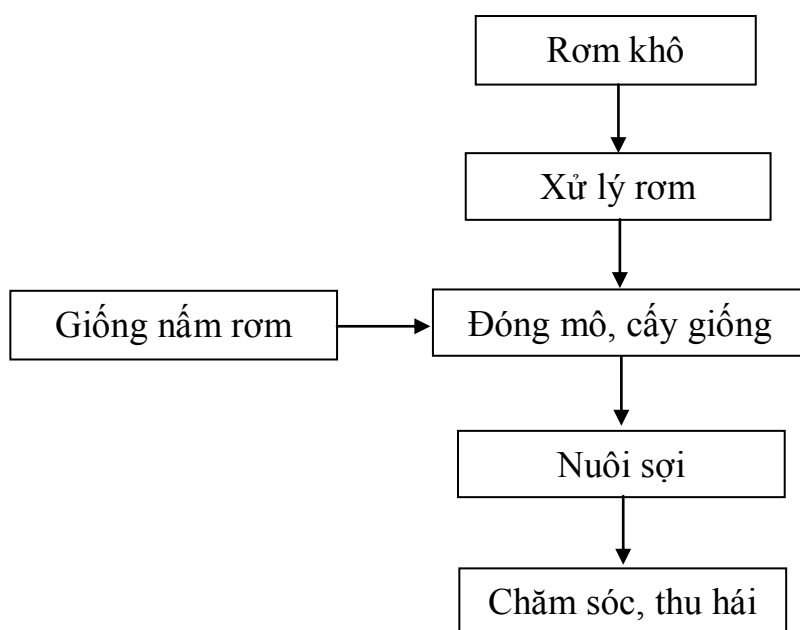 Rơm khô
Xử lý rơm
Giống nấm rơm
Đóng mô, cấy giống
Nuôi sợi
Chăm sóc, thu hái